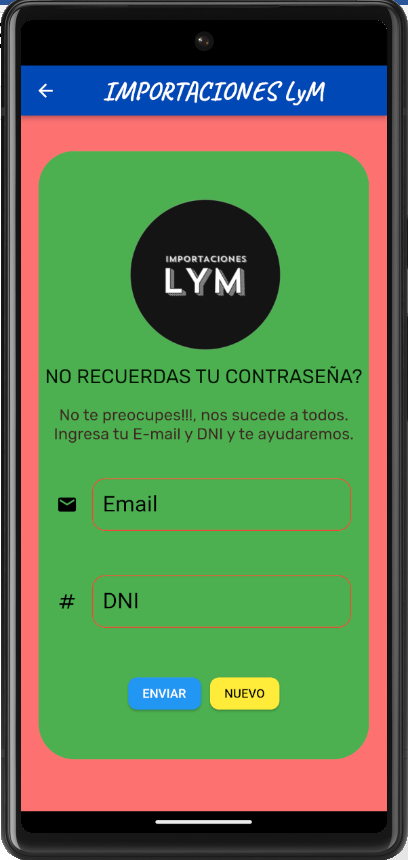 IMPORTACIONES LyM
IMPORTACIONES
LYM
NO RECUERDAS TU CONTRASEÑA?
No te preocupes!!!, nos sucede a todos.
Ingresa tu E-mail y DNI y te ayudaremos.
Email
# DNI
ENVIAR NUEVO